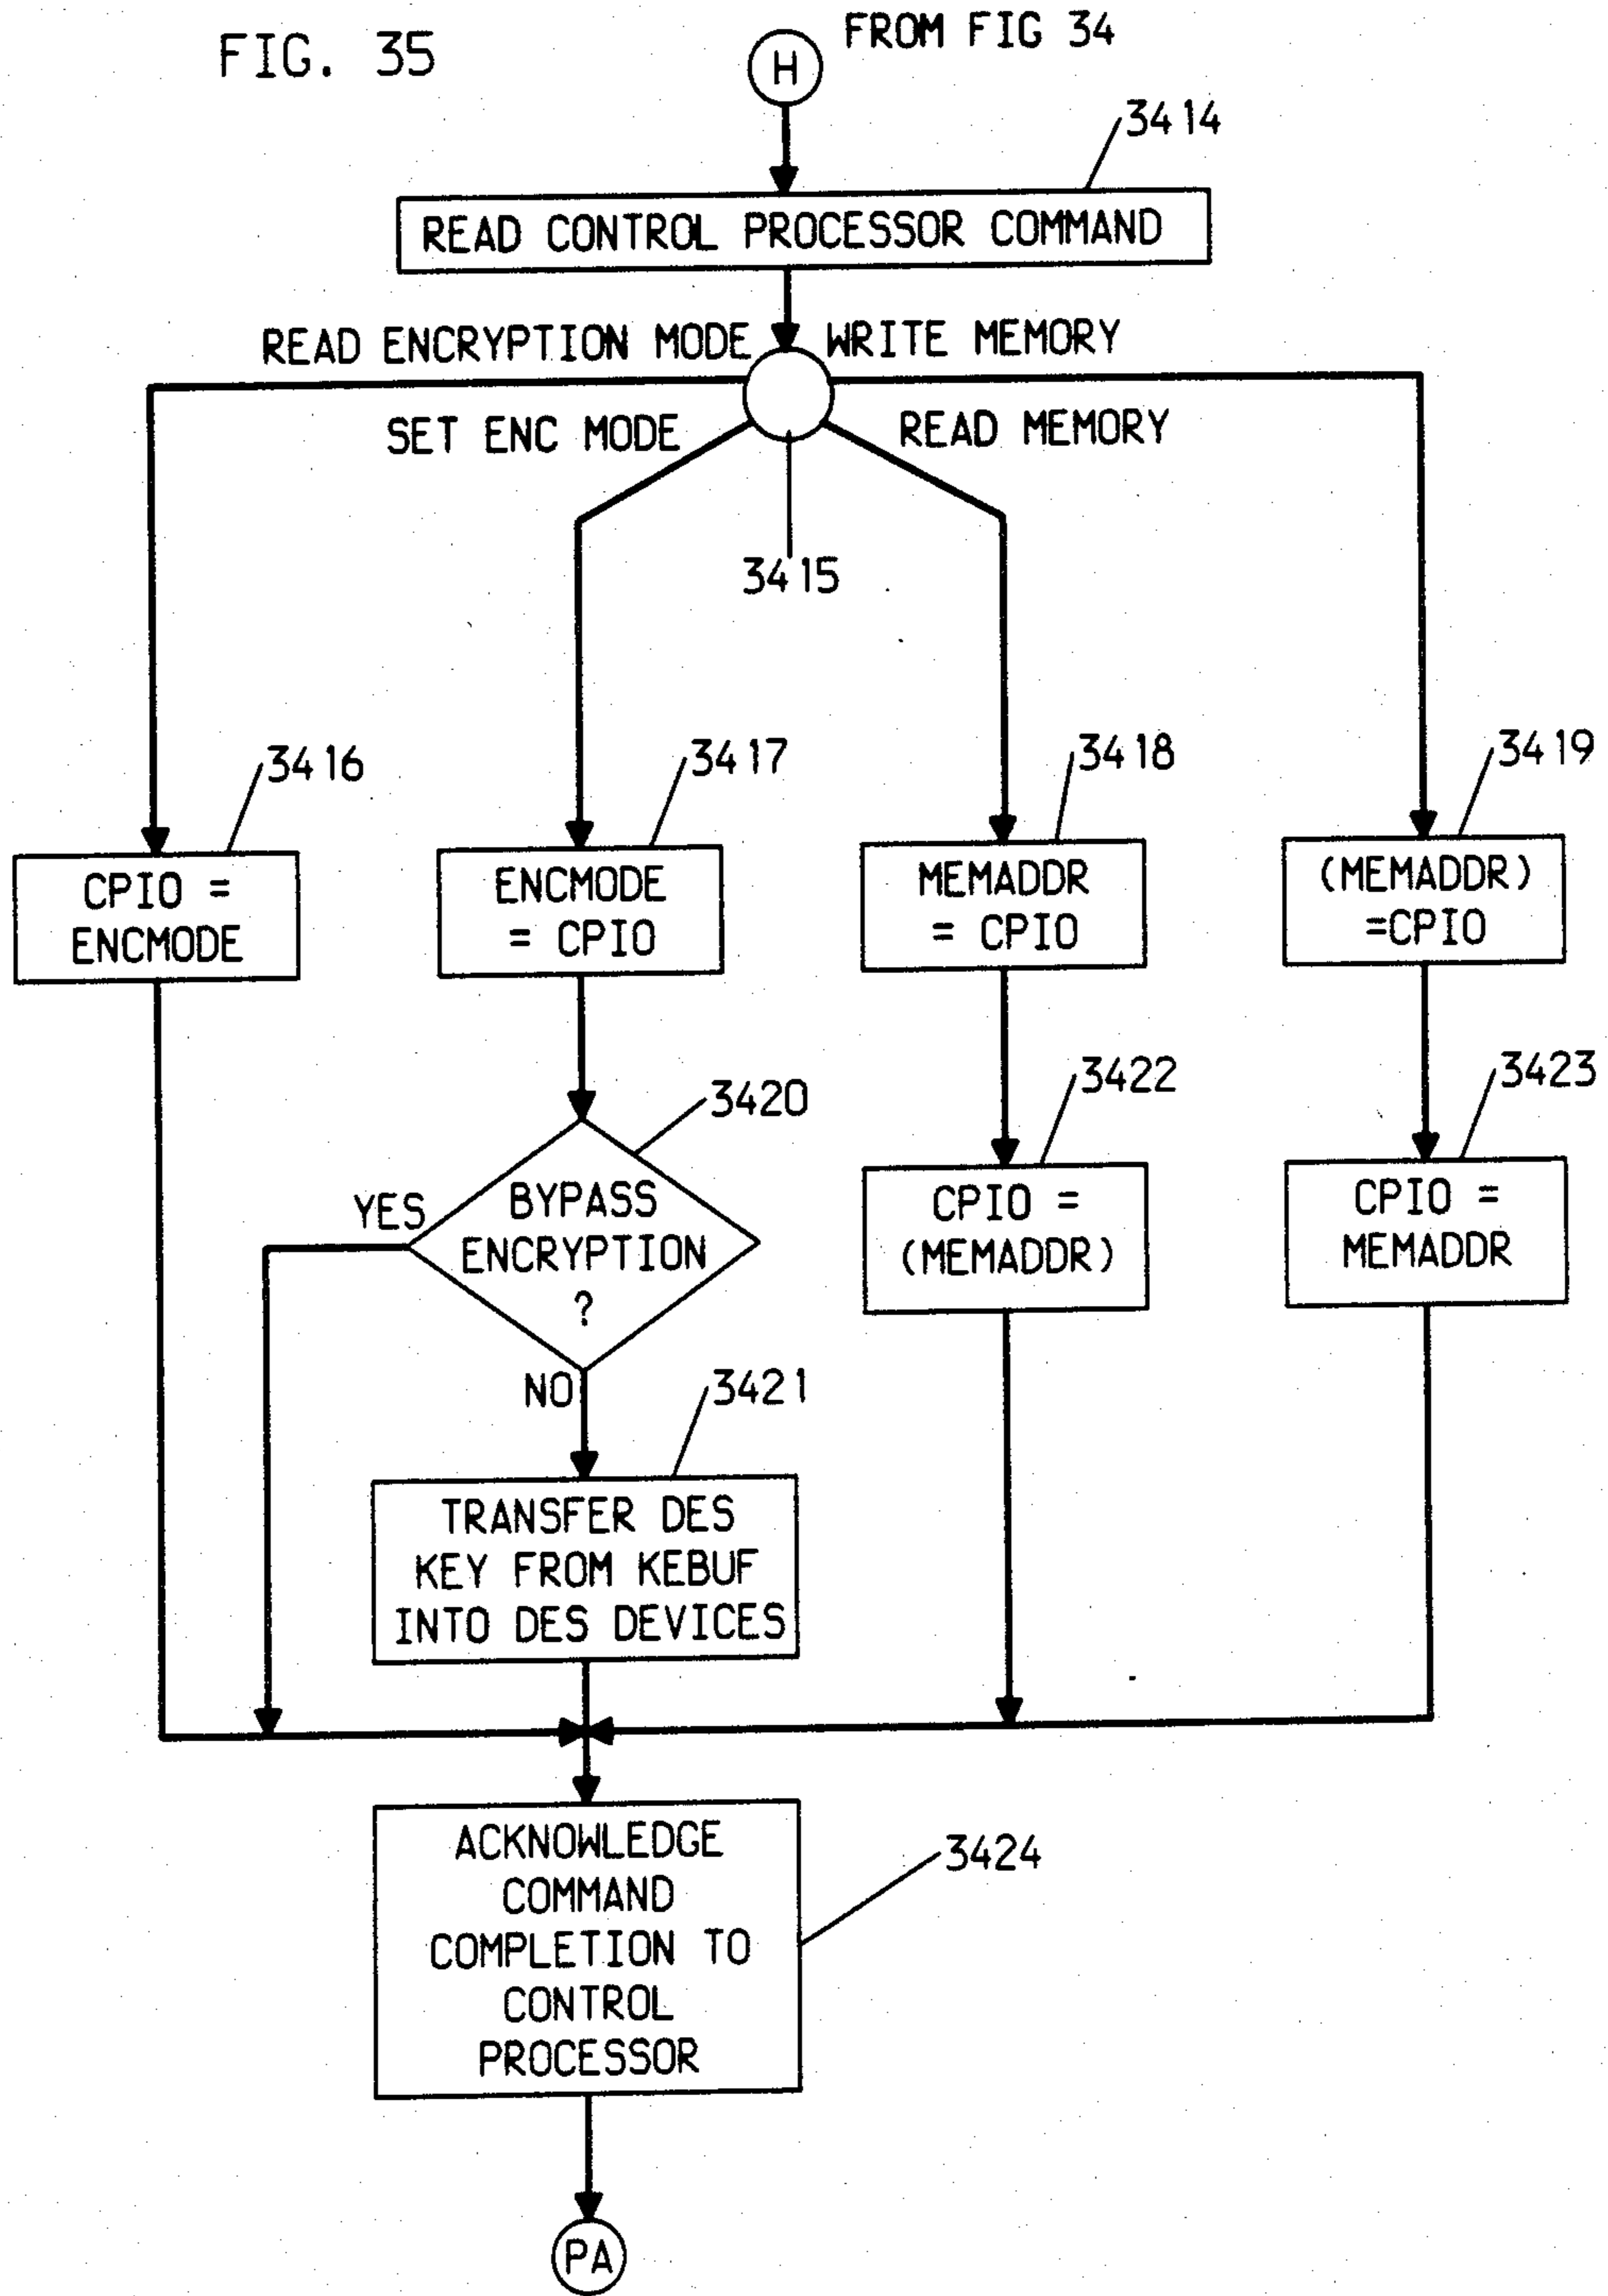 FIG. 35
FROM FIG 34
H
3414
READ CONTROL PROCESSOR COMMAND
READ ENCRYPTION MODE
WRITE MEMORY
SET ENC MODE
READ MEMORY
3415
3416
3417
3418
3419
CPIO =
ENCMODE
ENCMODE
= CPIO
MEMADDR
= CPIO
(MEMADDR)
=CPIO
3420
3422
3423
YES
BYPASS
ENCRYPTION
?
CPIO =
(MEMADDR)
CPIO =
MEMADDR
NO
3421
TRANSFER DES
KEY FROM KEBUF
INTO DES DEVICES
ACKNOWLEDGE
COMMAND
COMPLETION TO
CONTROL
PROCESSOR
3424
PA